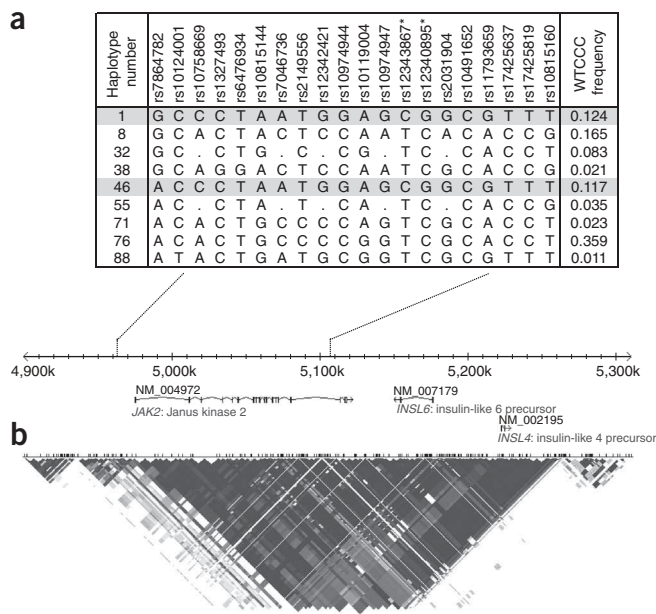 a
Haplotype number rs7864782 rs10124001 rs10758669 rs1327493 rs6476934 rs10815144 rs7046736 rs2149556 rs12342421 rs10974944 rs10119004 rs10974947 rs12343867* rs12340895* rs2031904 rs10491652 rs11793659 rs17425637 rs17425819 rs10815160 WTCCC frequency
1 G C C C T A A T G G A G C G G C G T T T 0.124
8 G C A C T A C T C C A A T C A C A C C G 0.165
32 G C . C T G . C . C G . T C . C A C C T 0.083
38 G C A G G A C T C C A A T C G C A C C G 0.021
46 A C C C T A A T G G A G C G G C G T T T 0.117
55 A C . C T A . T . C A . T C . C A C C G 0.035
71 A C A C T G C C C C A G T C G C A C C T 0.023
76 A C A C T G C C C C G G T C G C A C C T 0.359
88 A T A C T G A T G C G G T C G C G T T T 0.011
4,900k 5,000k 5,100k 5,200k 5,300k
NM_004972 NM_007179
JAK2: Janus kinase 2 INSL6: insulin-like 6 precursor
NM_002195
INSL4: insulin-like 4 precursor
b